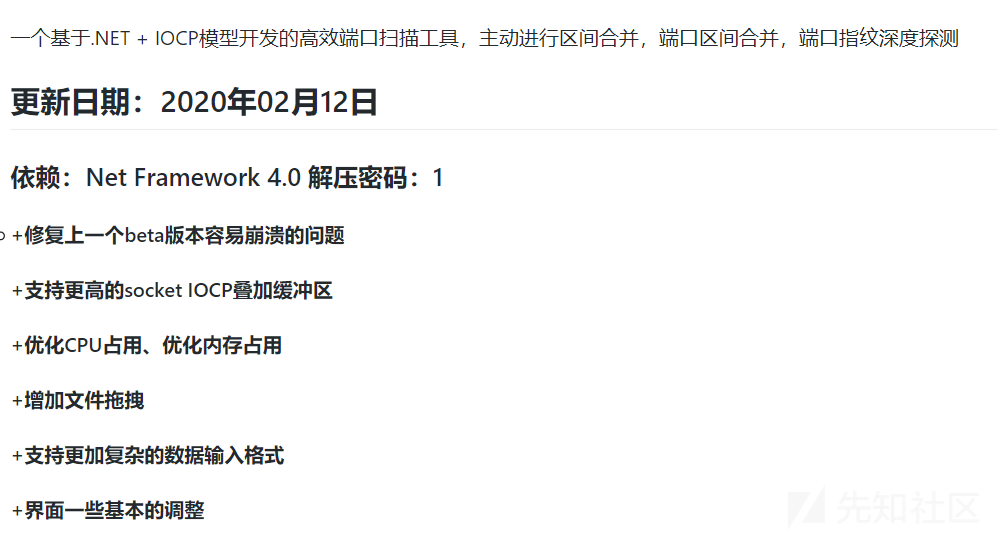 一个基于.NET + IOCP模型开发的高效端口扫描工具，主动进行区间合并，端口区间合并，端口指纹深度探测
更新日期：2020年02月12日
依赖：Net Framework 4.0 解压密码：1
+修复上一个beta版本容易崩溃的问题
+支持更高的socket IOCP叠加缓冲区
+优化CPU占用、优化内存占用
+增加文件拖拽
+支持更加复杂的数据输入格式
+界面一些基本的调整
先知社区